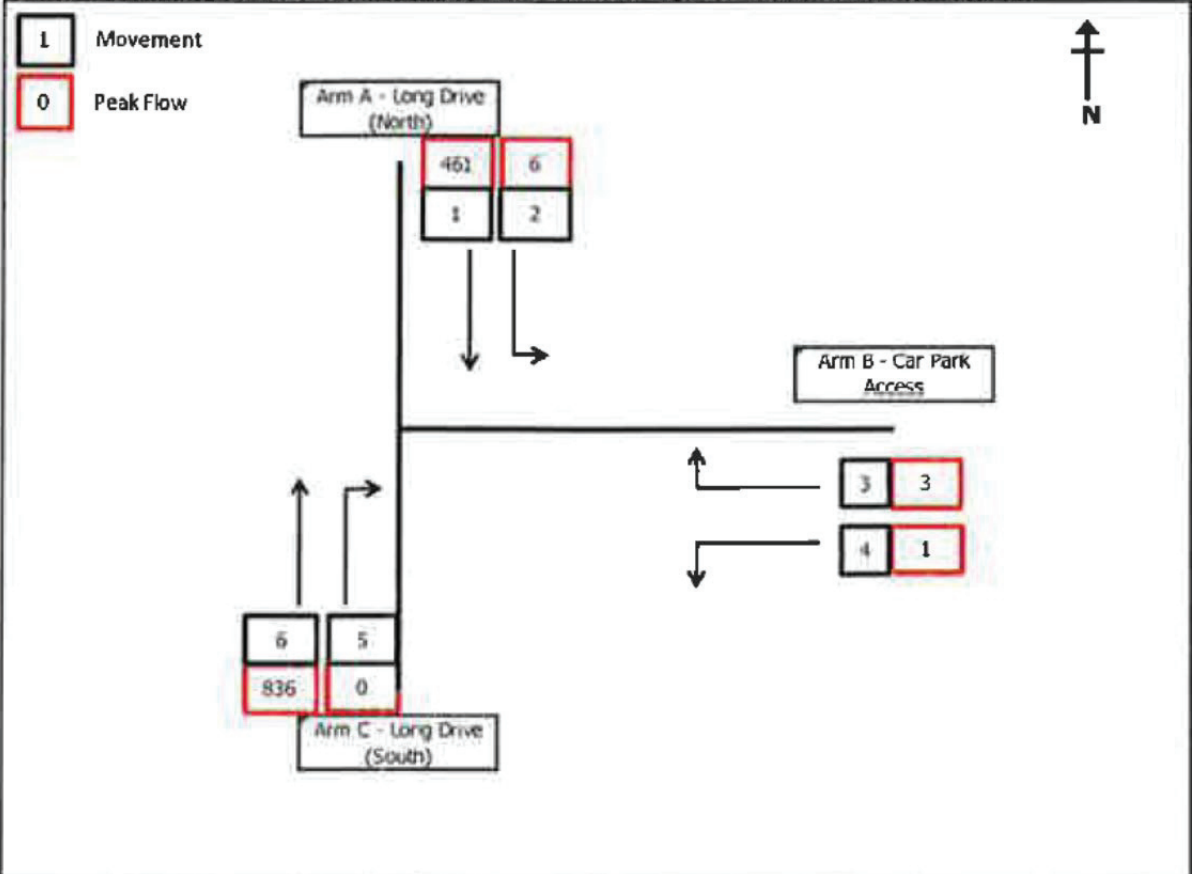 1 Movement
0 Peak Flow
N
Arm A - Long Drive
(North)
461 6
1 2
Arm B - Car Park
Access
3 3
4 1
6 5
836 0
Arm C - Long Drive
(South)